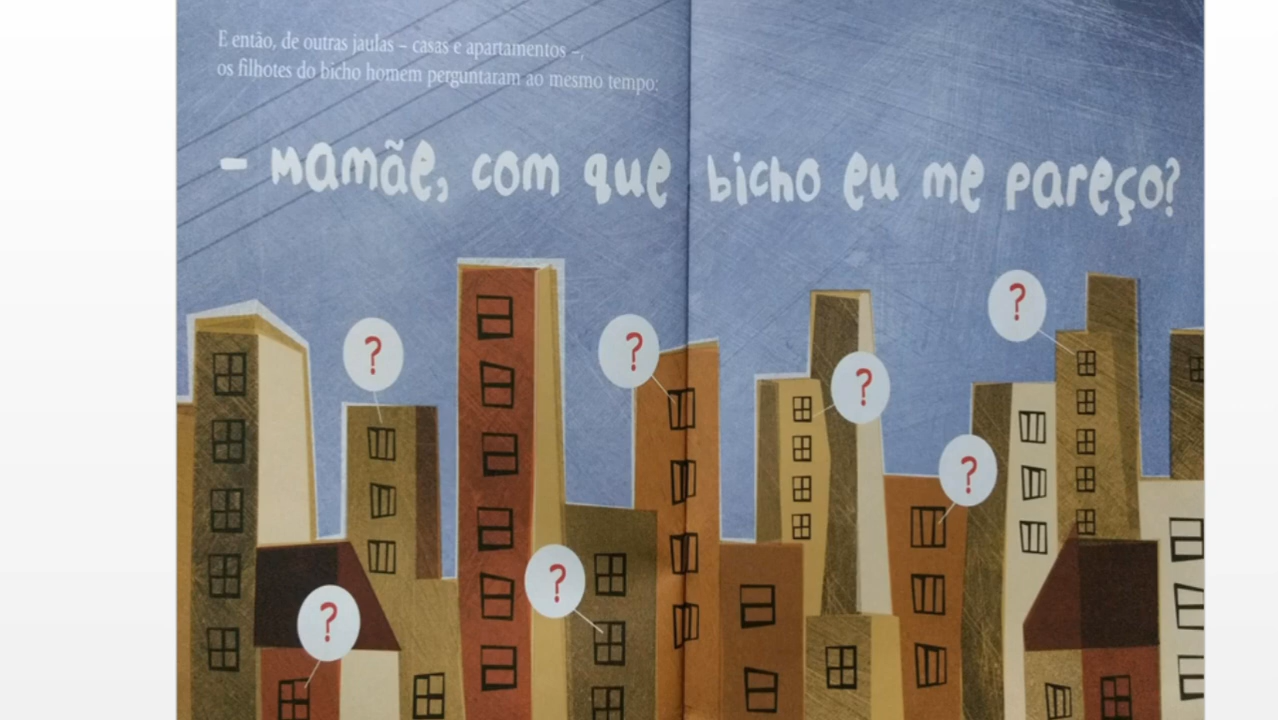 E então, de outras jaulas – casas e apartamentos –,
os filhotes do bicho homem perguntaram ao mesmo tempo:
– Mamãe, com que bicho eu me pareço?
?
?
?
?
?
?
?